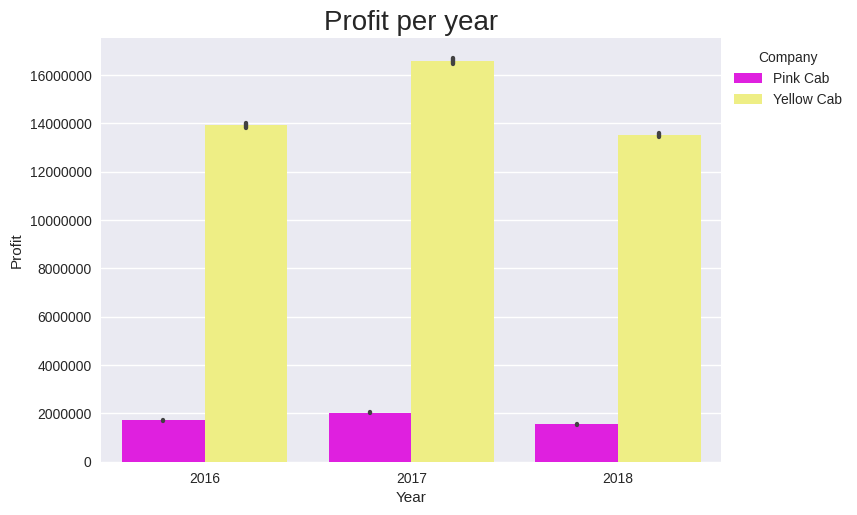 Profit per year
Company
Pink Cab
Yellow Cab
Profit
16000000
14000000
12000000
10000000
8000000
6000000
4000000
2000000
0
2016 2017 2018
Year